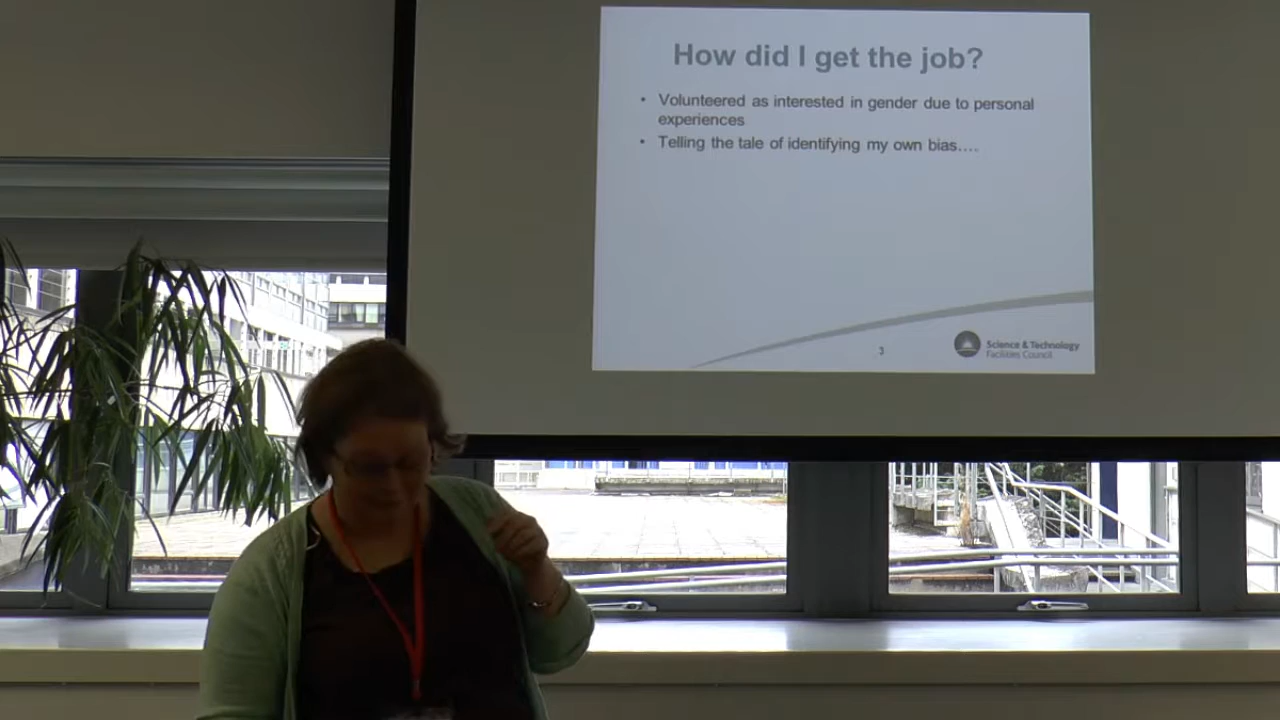 How did I get the job?
• Volunteered as interested in gender due to personal
experiences
• Telling the tale of identifying my own bias….
3
Science & Technology
Facilities Council